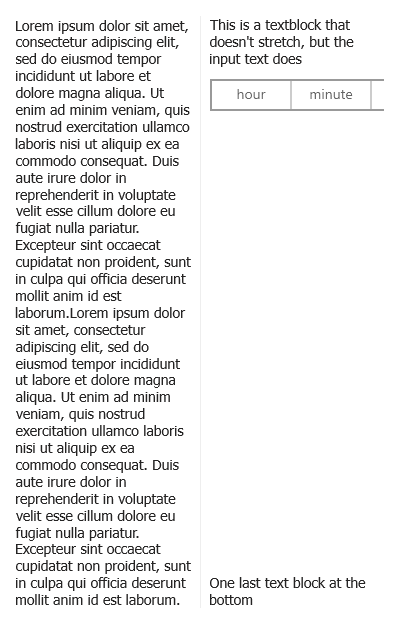 Lorem ipsum dolor sit amet,
consectetur adipiscing elit,
sed do eiusmod tempor
incididunt ut labore et
dolore magna aliqua. Ut
enim ad minim veniam, quis
nostrud exercitation ullamco
laboris nisi ut aliquip ex ea
commodo consequat. Duis
aute irure dolor in
reprehenderit in voluptate
velit esse cillum dolore eu
fugiat nulla pariatur.
Excepteur sint occaecat
cupidatat non proident, sunt
in culpa qui officia deserunt
mollit anim id est
laborum.Lorem ipsum dolor
sit amet, consectetur
adipiscing elit, sed do
eiusmod tempor incididunt
ut labore et dolore magna
aliqua. Ut enim ad minim
veniam, quis nostrud
exercitation ullamco laboris
nisi ut aliquip ex ea
commodo consequat. Duis
aute irure dolor in
reprehenderit in voluptate
velit esse cillum dolore eu
fugiat nulla pariatur.
Excepteur sint occaecat
cupidatat non proident, sunt
in culpa qui officia deserunt
mollit anim id est laborum.
This is a textblock that
doesn't stretch, but the
input text does
hour minute
One last text block at the
bottom